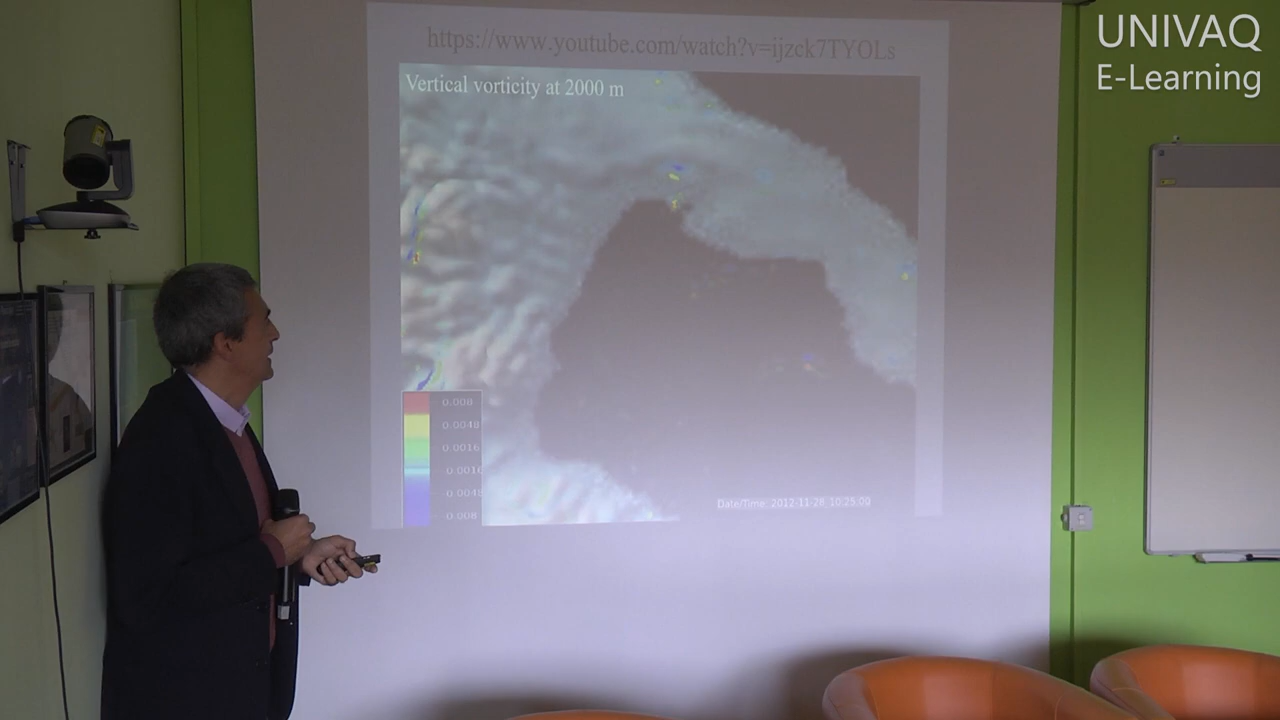 UNIVAQ
E-Learning
https://www.youtube.com/watch?v=ijzck7TYOLs
Vertical vorticity at 2000 m
0.008
0.0048
0.0016
0.0016
0.0048
0.008
Date/Time: 2012-11-28 10:25:00